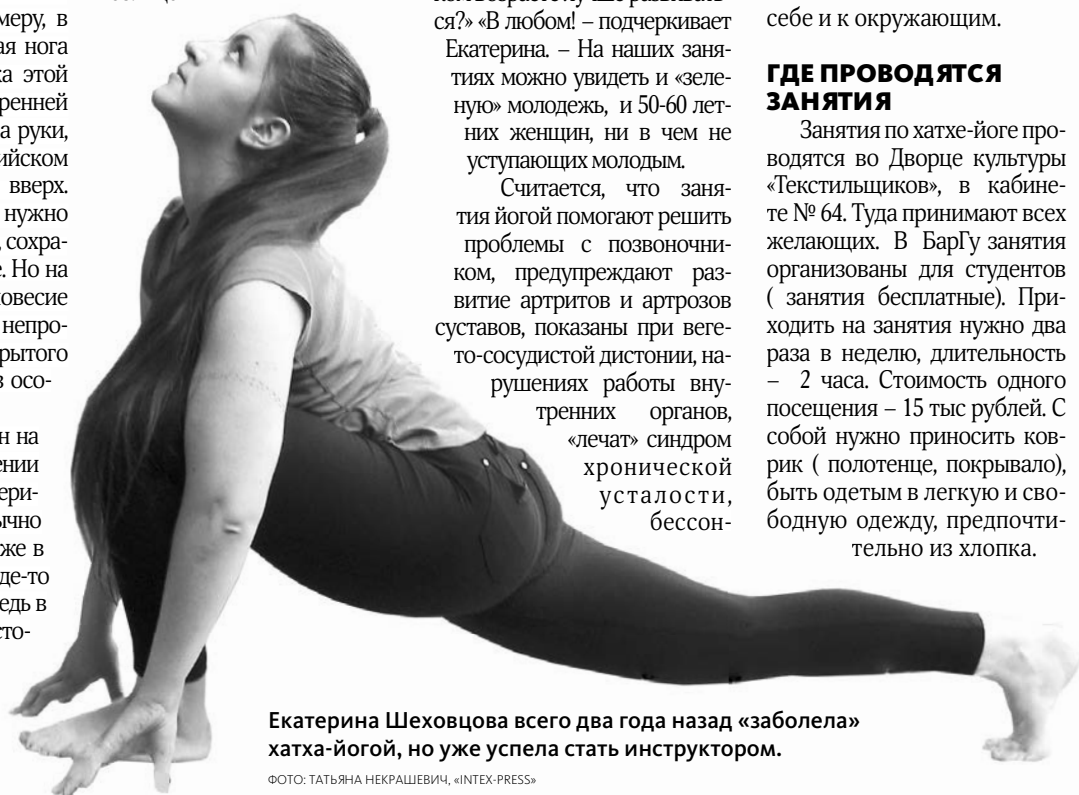 меру, в
ая нога
ка этой
ренней
а руки,
ийском
вверх.
нужно
, сохра-
е. Но на
овесие
непро-
рытого
в осо-
н на
ении
ери-
ычно
же в
де-то
едь в
сто-
ся?» «В любом! – подчеркивает
Екатерина. – На наших заня-
тиях можно увидеть и «зеле-
ную» молодежь, и 50-60 лет-
них женщин, ни в чем не
уступающих молодым.
Считается, что заня-
тия йогой помогают решить
проблемы с позвоночни-
ком, предупреждают раз-
витие артритов и артрозов
суставов, показаны при веге-
то-сосудистой дистонии, на-
рушениях работы вну-
тренних органов,
«лечат» синдром
хронической
усталости,
бессон-
себе и к окружающим.
ГДЕ ПРОВОДЯТСЯ
ЗАНЯТИЯ
Занятия по хатхе-йоге про-
водятся во Дворце культуры
«Текстильщиков», в кабине-
те № 64. Туда принимают всех
желающих. В БарГу занятия
организованы для студентов
( занятия бесплатные). При-
ходить на занятия нужно два
раза в неделю, длительность
– 2 часа. Стоимость одного
посещения – 15 тыс рублей. С
собой нужно приносить ков-
рик ( полотенце, покрывало),
быть одетым в легкую и сво-
бодную одежду, предпочти-
тельно из хлопка.
Екатерина Шеховцова всего два года назад «заболела»
хатха-йогой, но уже успела стать инструктором.
ФОТО: ТАТЬЯНА НЕКРАШЕВИЧ, «INTEX-PRESS»